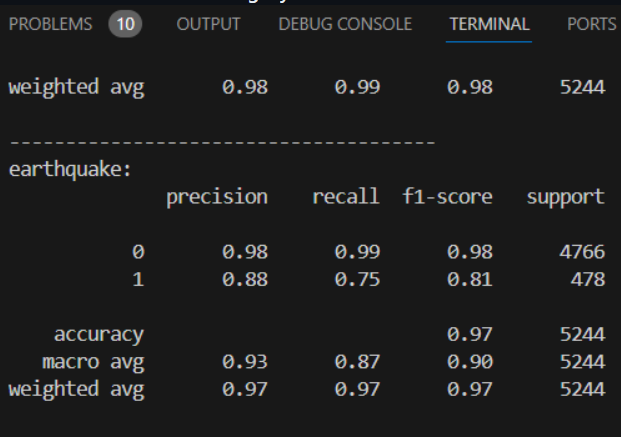 PROBLEMS 10 OUTPUT DEBUG CONSOLE TERMINAL PORTS
weighted avg 0.98 0.99 0.98 5244
--------------------------------------
earthquake:
precision recall f1-score support
0 0.98 0.99 0.98 4766
1 0.88 0.75 0.81 478
accuracy 0.97 5244
macro avg 0.93 0.87 0.90 5244
weighted avg 0.97 0.97 0.97 5244